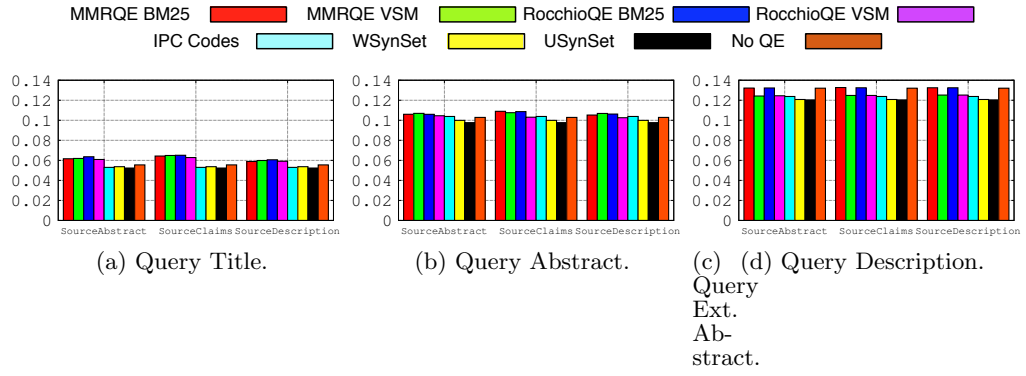 MMRQE BM25 MMRQE VSM RocchioQE BM25 RocchioQE VSM
IPC Codes WSynSet USynSet No QE
0.14 0.14 0.14
0.12 0.12 0.12
0.1 0.1 0.1
0.08 0.08 0.08
0.06 0.06 0.06
0.04 0.04 0.04
0.02 0.02 0.02
0 0 0
SourceAbstract SourceClaims SourceDescription SourceAbstract SourceClaims SourceDescription SourceAbstract SourceClaims SourceDescription
(a) Query Title. (b) Query Abstract. (c) (d) Query Description.
Query
Ext.
Ab-
stract.